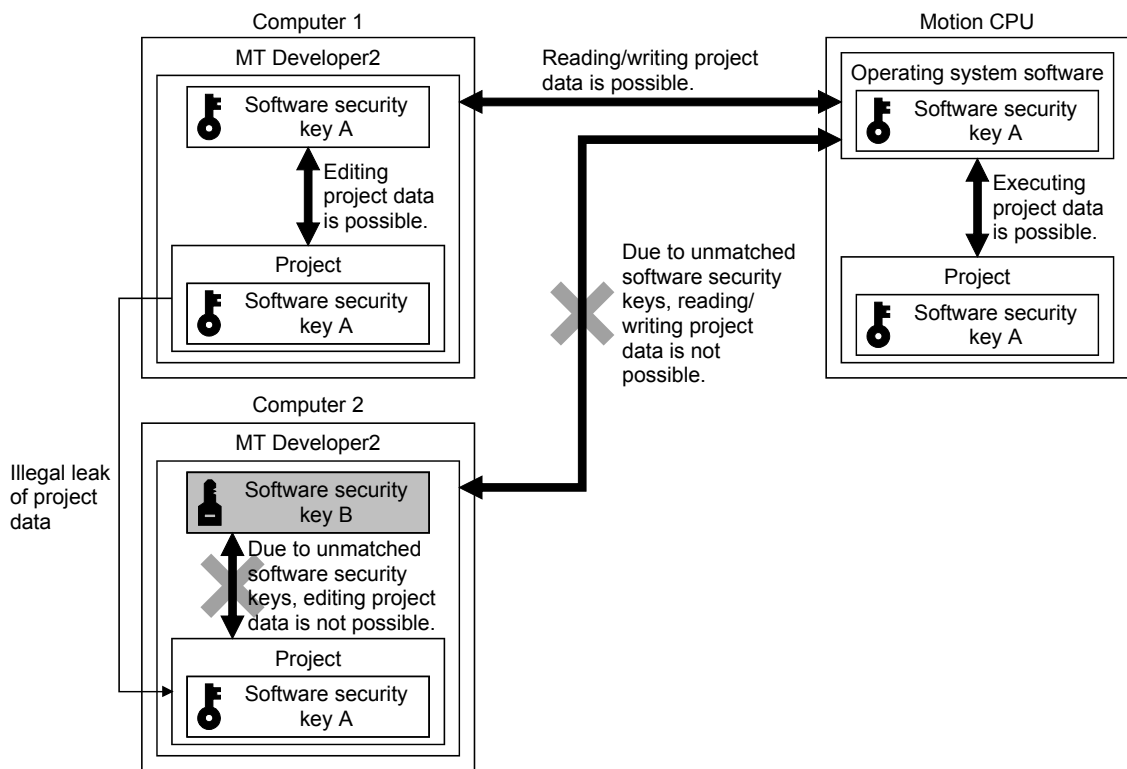 Computer 1
MT Developer2
Software security
key A
Editing
project data
is possible.
Project
Software security
key A
Reading/writing project
data is possible.
Motion CPU
Operating system software
Software security
key A
Executing
project data
is possible.
Project
Software security
key A
Due to unmatched
software security
keys, reading/
writing project
data is not
possible.
Illegal leak
of project
data
Computer 2
MT Developer2
Software security
key B
Due to unmatched
software security
keys, editing project
data is not possible.
Project
Software security
key A